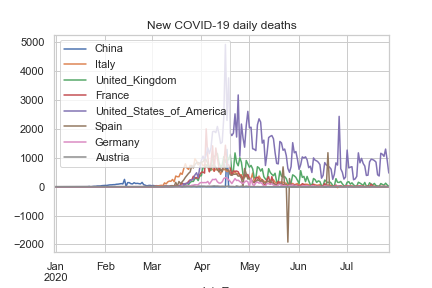 New COVID-19 daily deaths
5000
4000
3000
2000
1000
0
−1000
−2000
China
Italy
United_Kingdom
France
United_States_of_America
Spain
Germany
Austria
Jan Feb Mar Apr May Jun Jul
2020